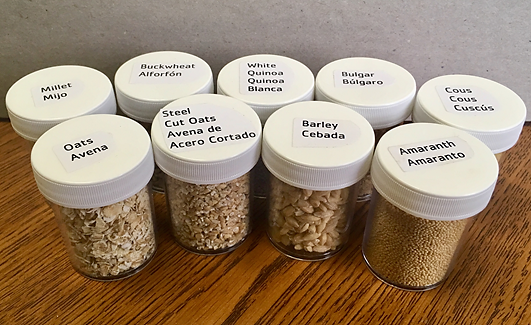 Millet
Mijo
Buckwheat
Alforfón
White
Quinoa
Quinoa
Blanca
Bulgar
Búlgaro
Cous
Cous
Cuscús
Oats
Avena
Steel
Cut Oats
Avena de
Acero Cortado
Barley
Cebada
Amaranth
Amaranto